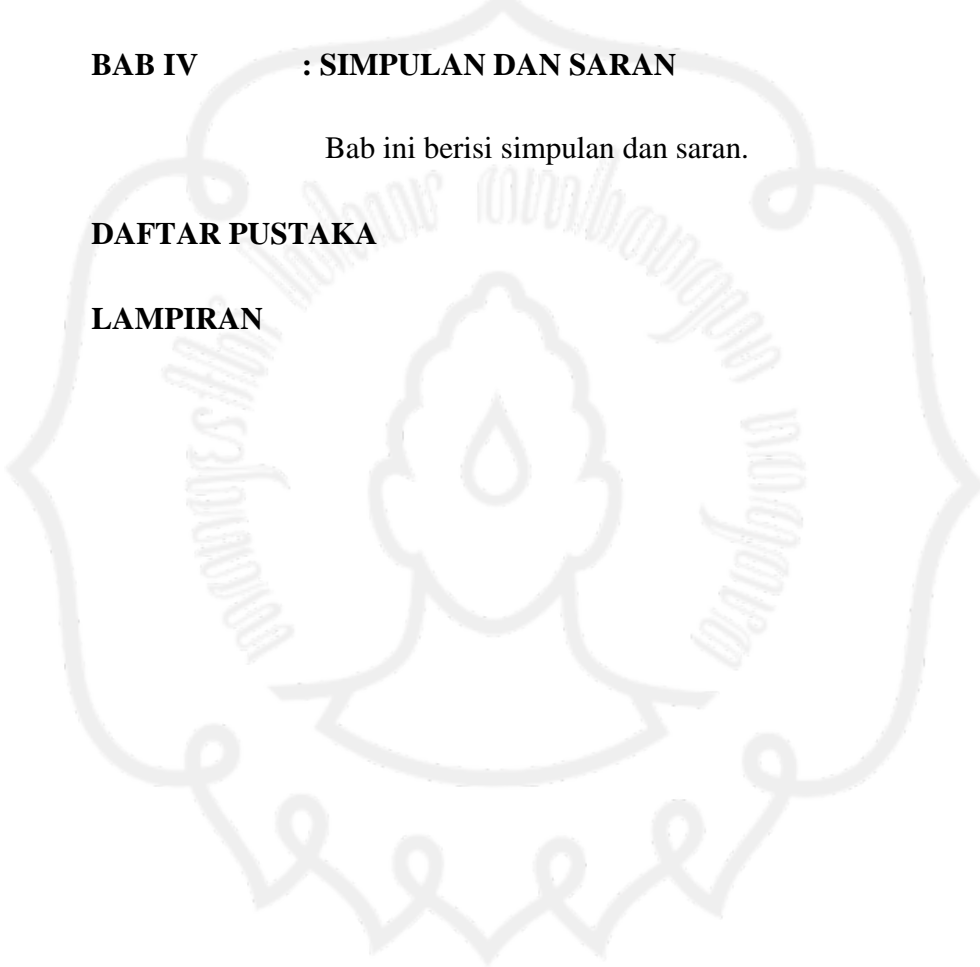 BAB IV : SIMPULAN DAN SARAN
Bab ini berisi simpulan dan saran.
DAFTAR PUSTAKA
LAMPIRAN